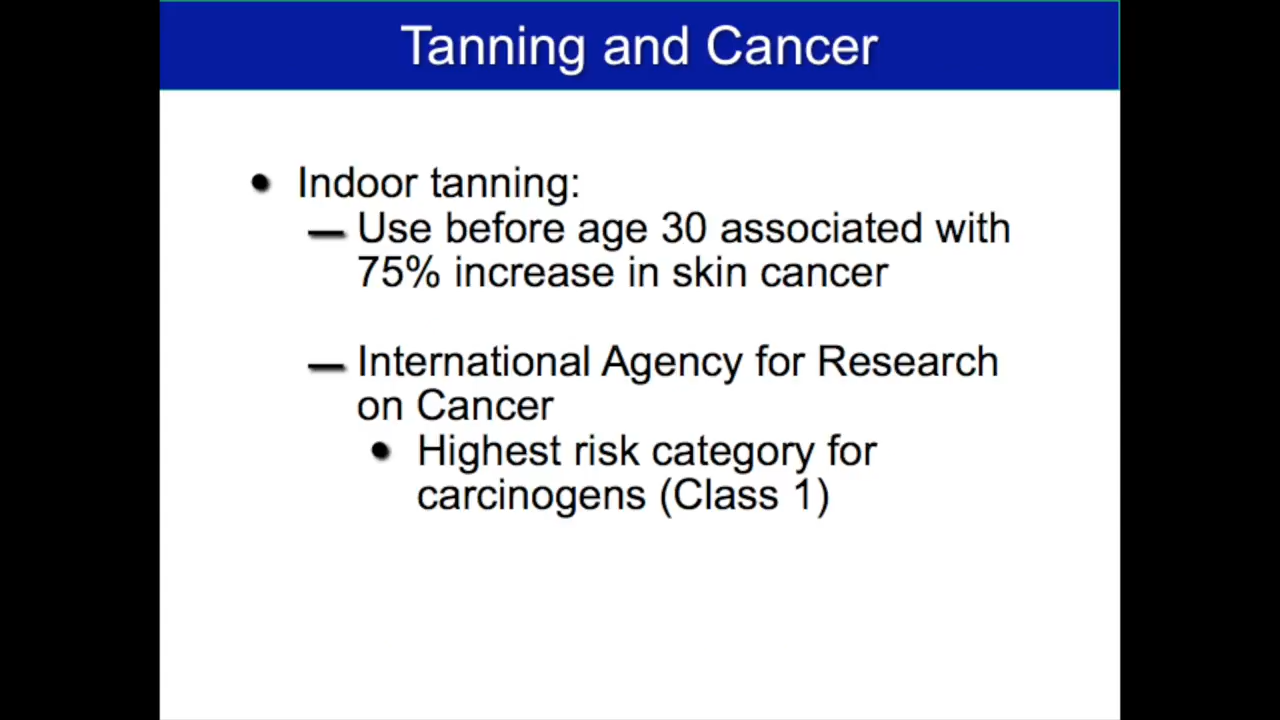 Tanning and Cancer
• Indoor tanning:
— Use before age 30 associated with
75% increase in skin cancer
— International Agency for Research
on Cancer
• Highest risk category for
carcinogens (Class 1)